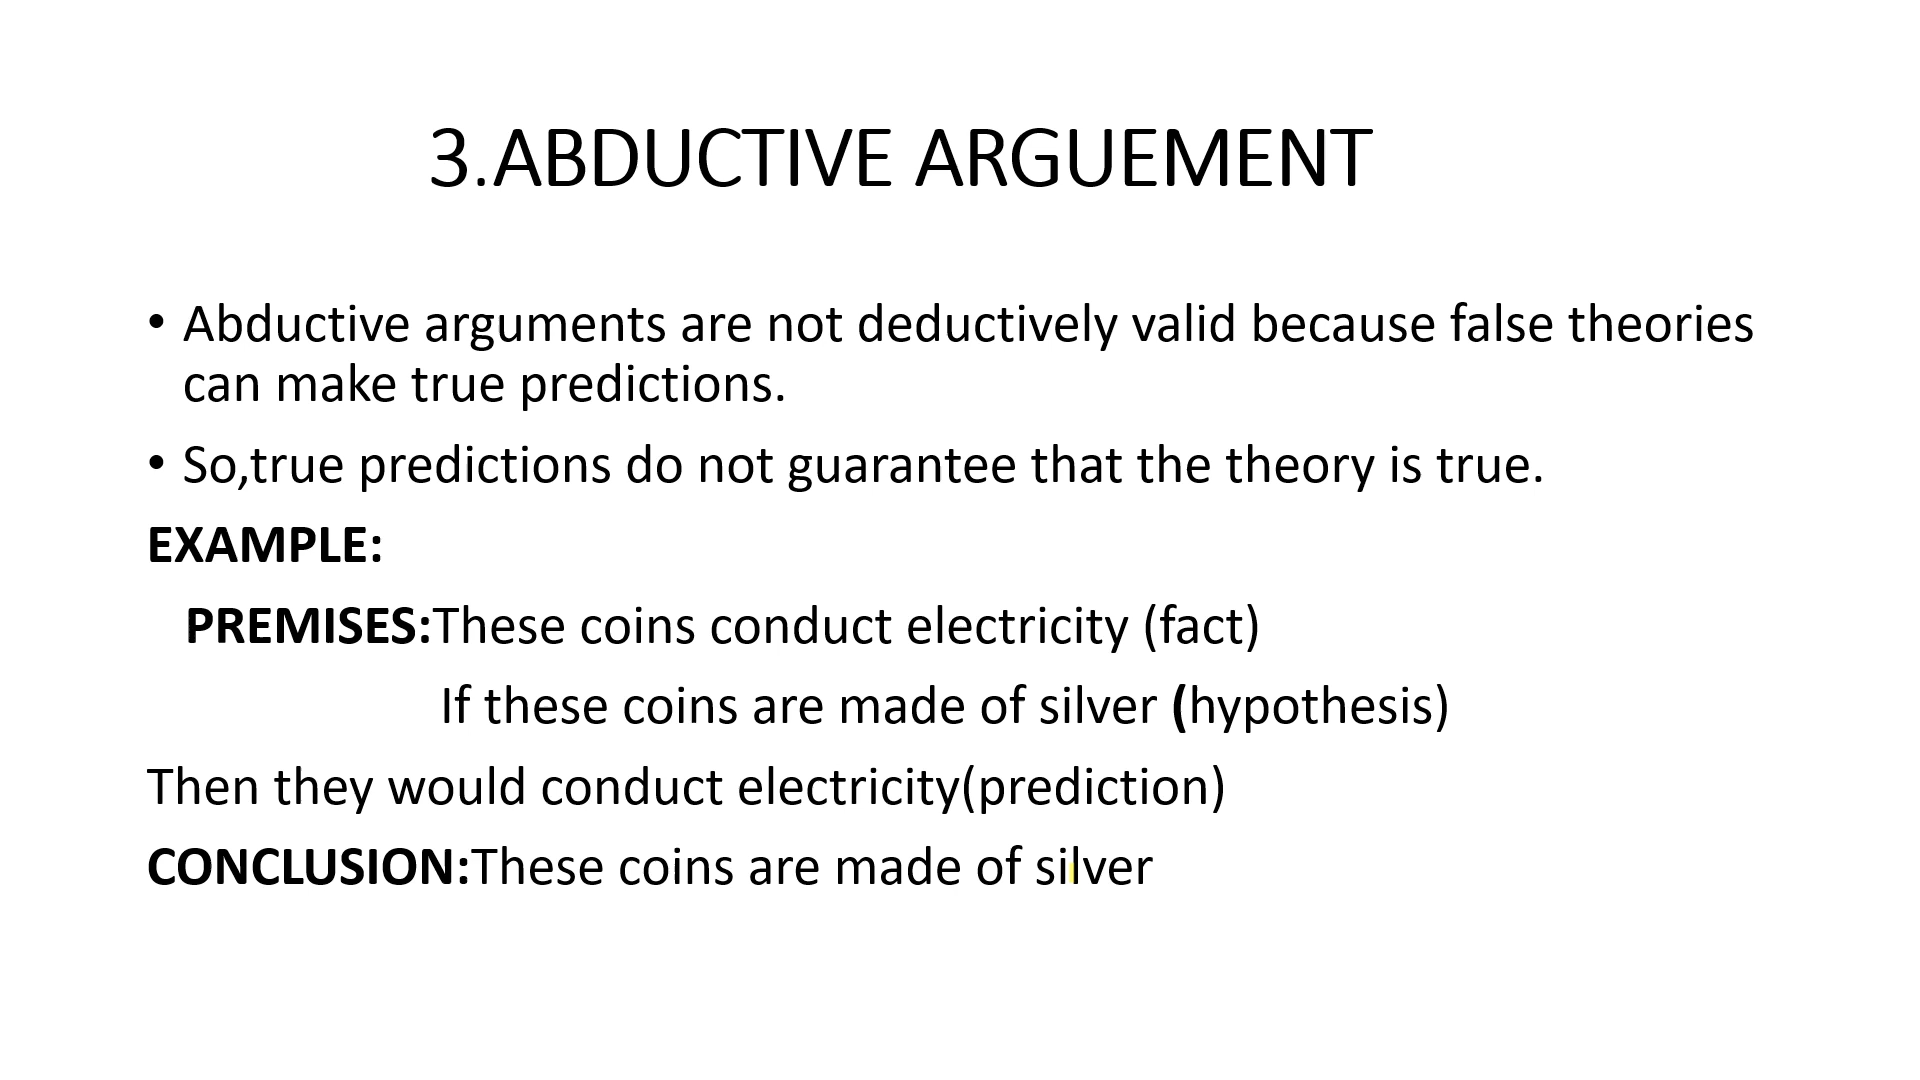 3.ABDUCTIVE ARGUEMENT
• Abductive arguments are not deductively valid because false theories
can make true predictions.
• So,true predictions do not guarantee that the theory is true.
EXAMPLE:
PREMISES:These coins conduct electricity (fact)
If these coins are made of silver (hypothesis)
Then they would conduct electricity(prediction)
CONCLUSION:These coins are made of silver